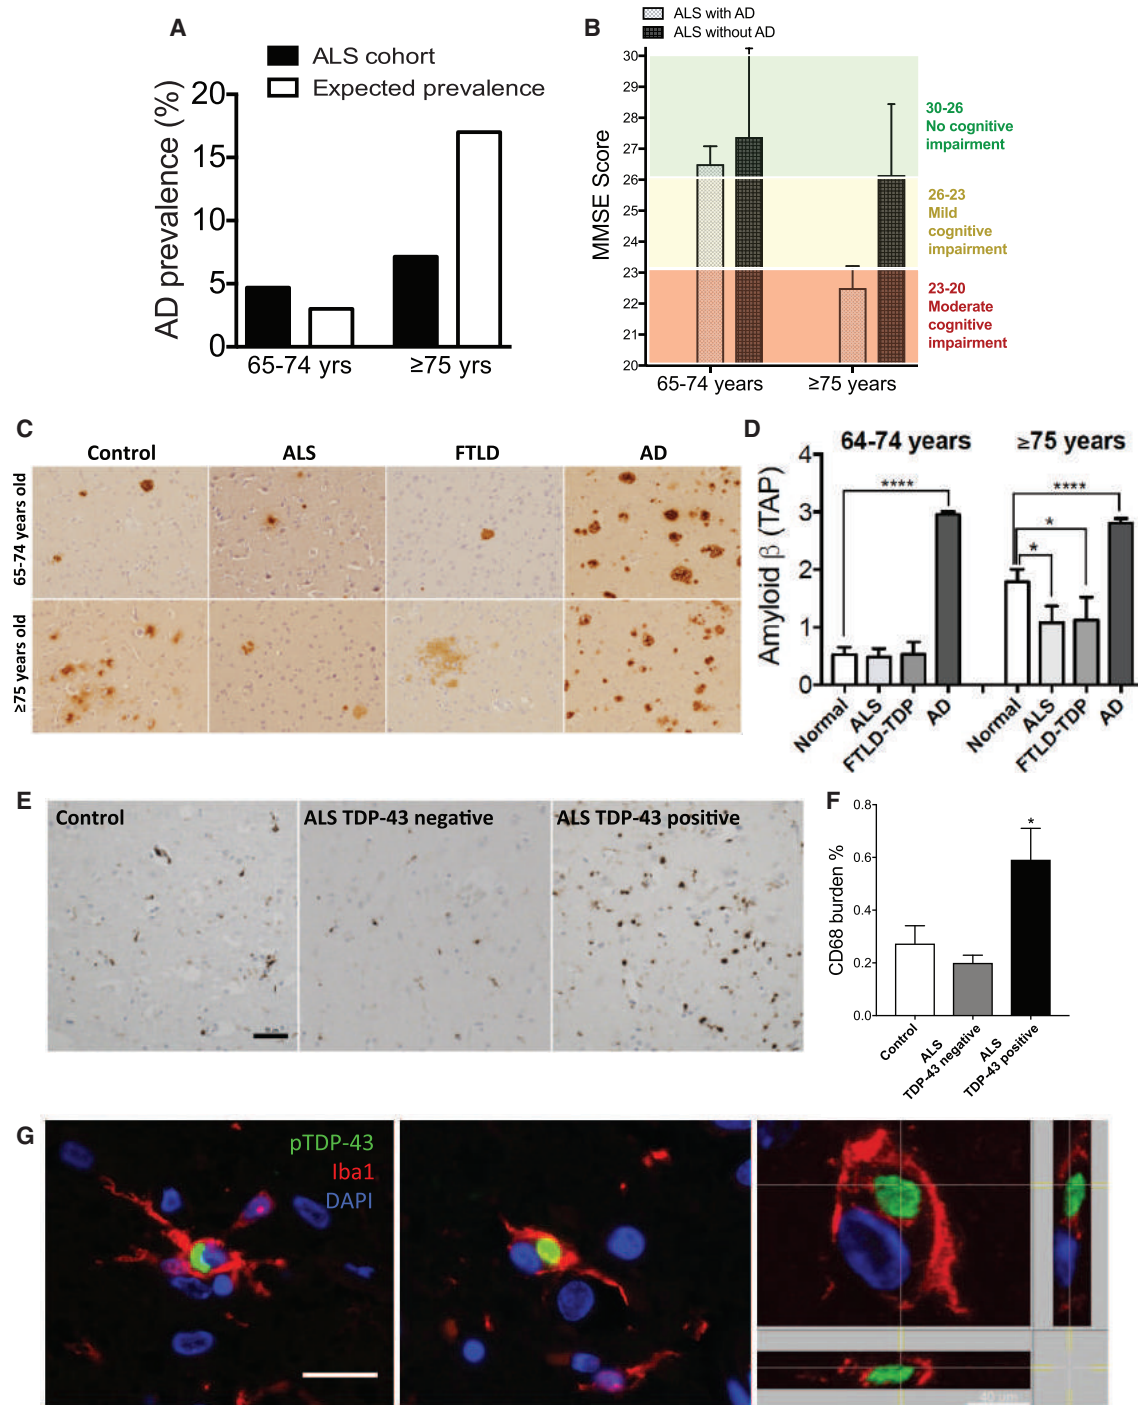 A
ALS cohort
Expected prevalence
AD prevalence (%)
20
15
10
5
0
65-74 yrs
≥75 yrs
B
ALS with AD
ALS without AD
MMSE Score
30
29
28
27
26
25
24
23
22
21
20
65-74 years
≥75 years
30-26
No cognitive
impairment
26-23
Mild
cognitive
impairment
23-20
Moderate
cognitive
impairment
C
Control
ALS
FTLD
AD
65-74 years old
≥75 years old
D
64-74 years
≥75 years
Amyloid β (TAP)
4
3
2
1
0
****
****
*
*
Normal
ALS
FTLD-TDP
AD
Normal
ALS
FTLD-TDP
AD
E
Control
ALS TDP-43 negative
ALS TDP-43 positive
F
CD68 burden %
0.8
0.6
0.4
0.2
0.0
*
Control
ALS
TDP-43 negative
ALS
TDP-43 positive
G
pTDP-43
Iba1
DAPI
40 µm